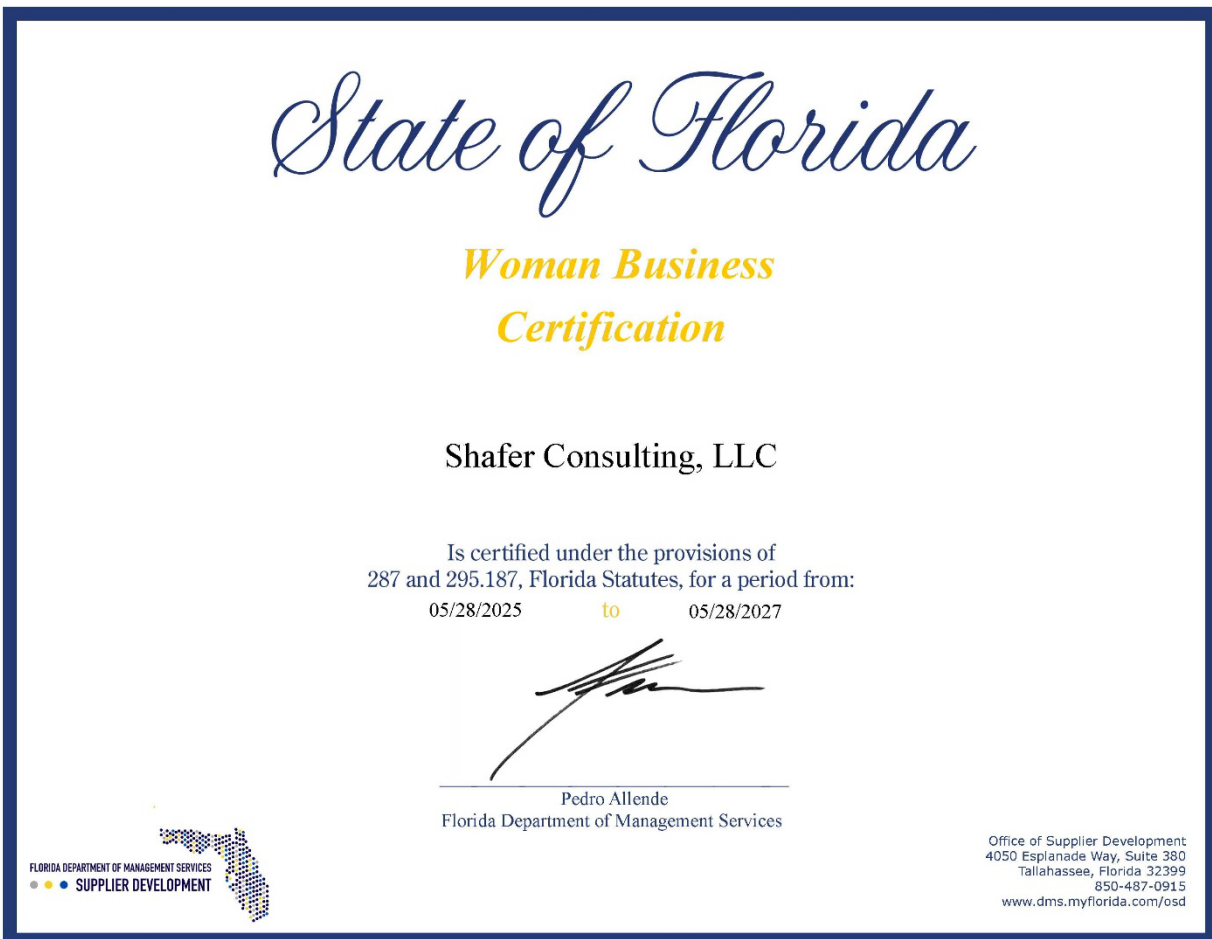 State of Florida
Woman Business
Certification
Shafer Consulting, LLC
Is certified under the provisions of
287 and 295.187, Florida Statutes, for a period from:
05/28/2025 to 05/28/2027
Pedro Allende
Florida Department of Management Services
FLORIDA DEPARTMENT OF MANAGEMENT SERVICES
SUPPLIER DEVELOPMENT
Office of Supplier Development
4050 Esplanade Way, Suite 380
Tallahassee, Florida 32399
850-487-0915
www.dms.myflorida.com/osd